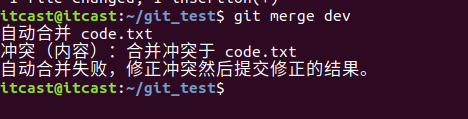 itcast@itcast:~/git_test$ git merge dev
自动合并 code.txt
冲突（内容）：合并冲突于 code.txt
自动合并失败，修正冲突然后提交修正的结果。
itcast@itcast:~/git_test$